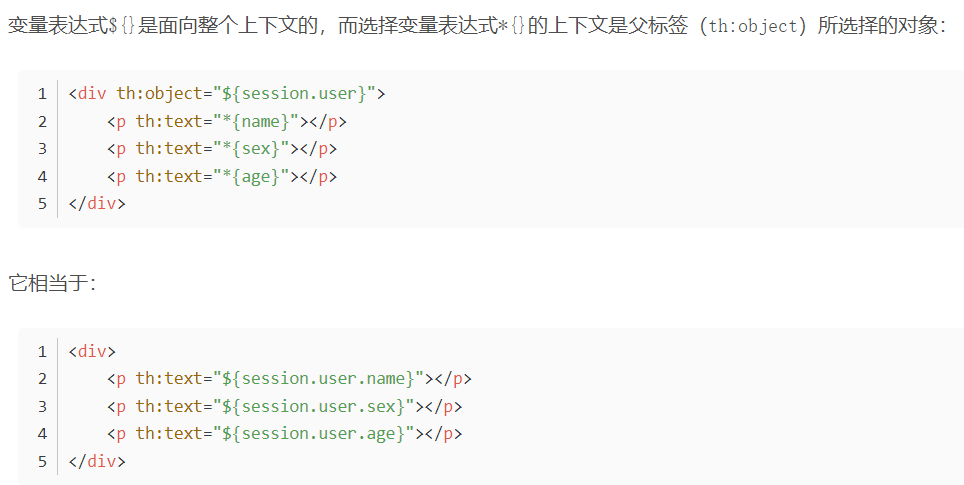 变量表达式${}是面向整个上下文的，而选择变量表达式*{}的上下文是父标签（th:object）所选择的对象：
1 <div th:object="${session.user}">
2     <p th:text="*{name}"></p>
3     <p th:text="*{sex}"></p>
4     <p th:text="*{age}"></p>
5 </div>
它相当于：
1 <div>
2     <p th:text="${session.user.name}"></p>
3     <p th:text="${session.user.sex}"></p>
4     <p th:text="${session.user.age}"></p>
5 </div>